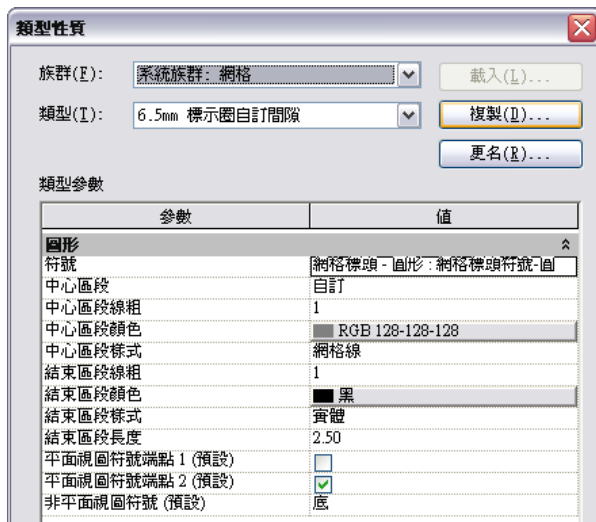 類型性質
族群(F): 系統族群: 網格 載入(L)...
類型(T): 6.5mm 標示圈自訂間隙 複製(D)...
更名(R)...
類型參數
參數 值
圖形
符號 網格標頭 - 圓形 : 網格標頭符號-圓
中心區段 自訂
中心區段線粗 1
中心區段顏色 RGB 128-128-128
中心區段樣式 網格線
結束區段線粗 1
結束區段顏色 黑
結束區段樣式 實體
結束區段長度 2.50
平面視圖符號端點 1 (預設)
平面視圖符號端點 2 (預設)
非平面視圖符號 (預設) 底